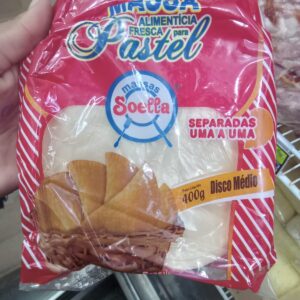 MASSA
ALIMENTÍCIA
FRESCA para
Pastel
massas
Soella
SEPARADAS
UMA A UMA
400g
Disco Médio